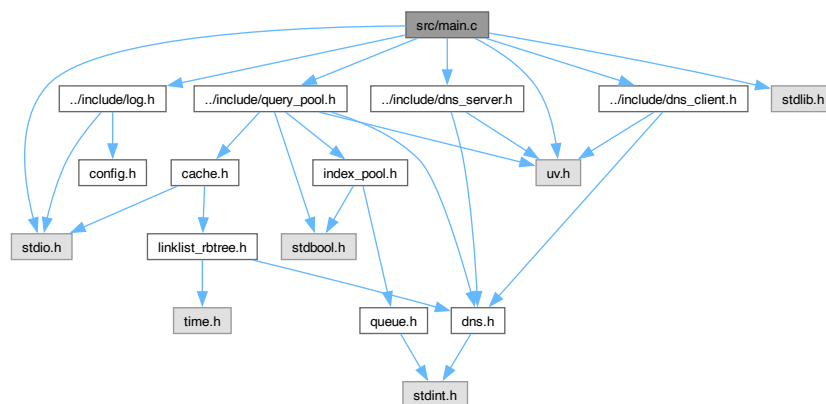 src/main.c
../include/log.h
../include/query_pool.h
../include/dns_server.h
../include/dns_client.h
stdlib.h
config.h
cache.h
index_pool.h
uv.h
stdio.h
linklist_rbtree.h
stdbool.h
time.h
queue.h
dns.h
stdint.h